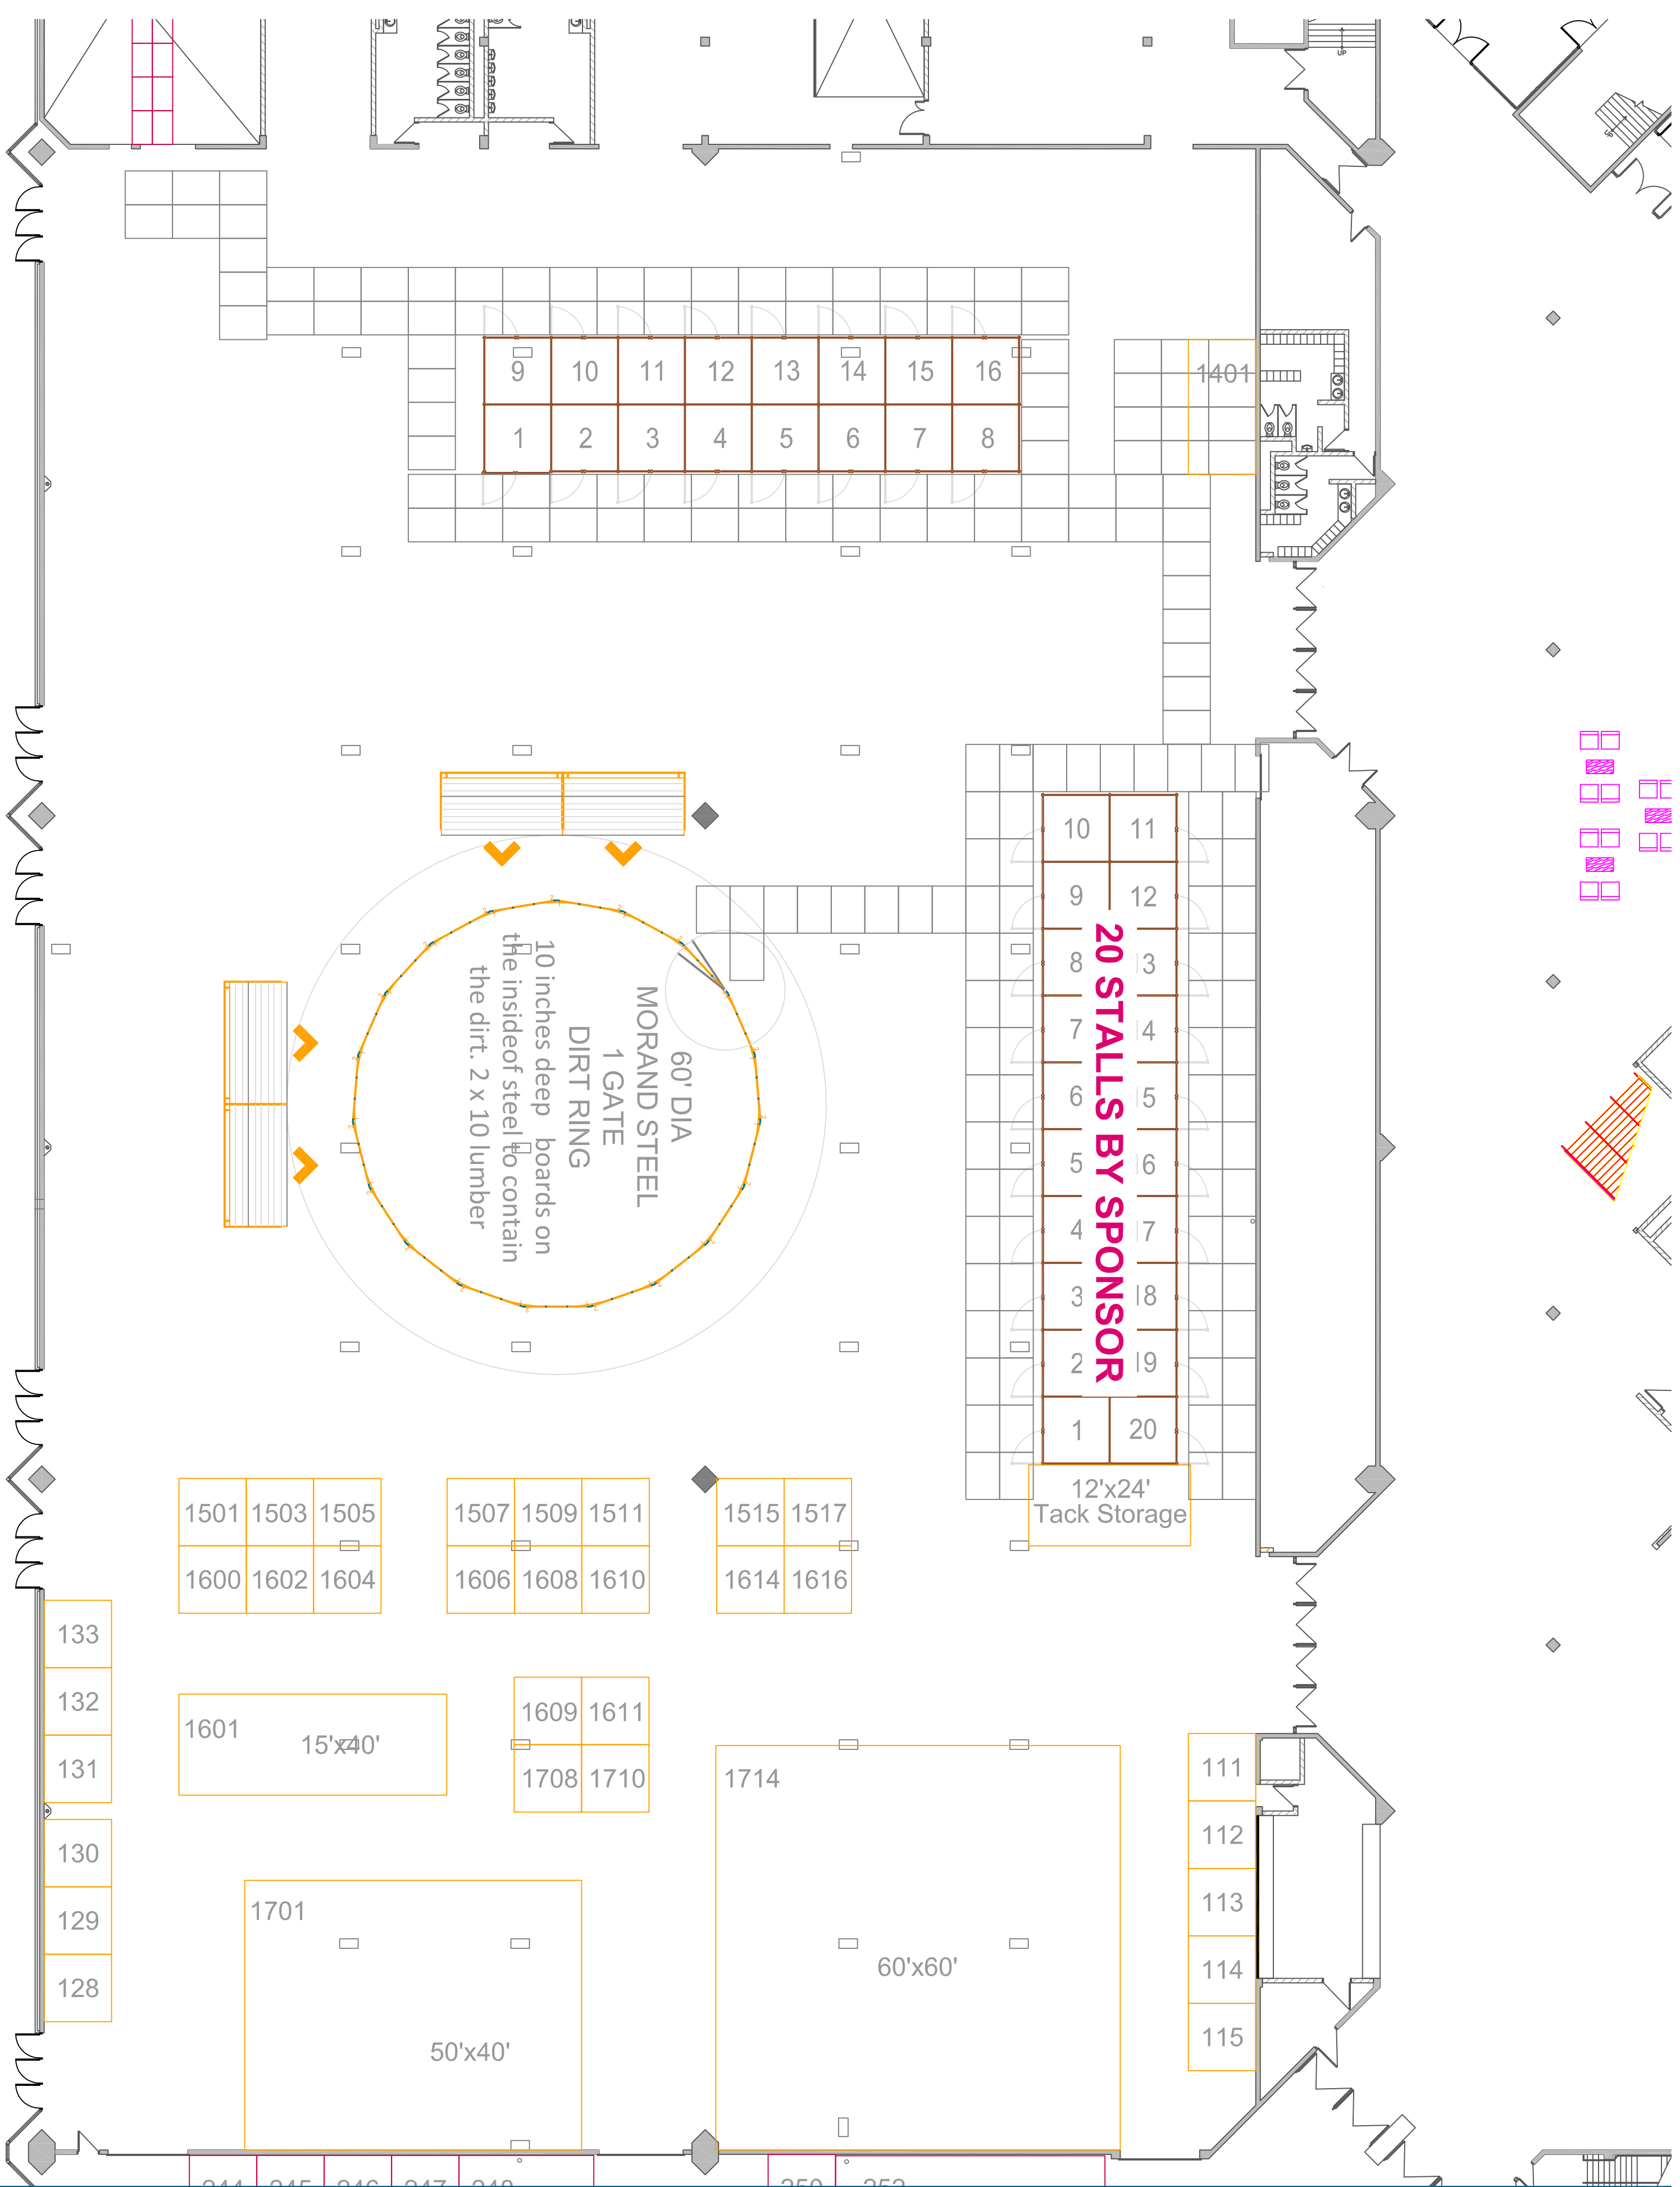 UP
UP
9 10 11 12 13 14 15 16
1 2 3 4 5 6 7 8
1401
10 11
9 12
8 3
7 4
6 5
5 6
4 7
3 8
2 9
1 20
20 STALLS BY SPONSOR
60' DIA
MORAND STEEL
1 GATE
DIRT RING
10 inches deep boards on
the insideof steel to contain
the dirt. 2 x 10 lumber
12'x24'
Tack Storage
1501 1503 1505 1507 1509 1511 1515 1517
1600 1602 1604 1606 1608 1610 1614 1616
133
132
131
130
129
128
1601
15'x40'
1609 1611
1708 1710
1714
60'x60'
1701
50'x40'
111
112
113
114
115